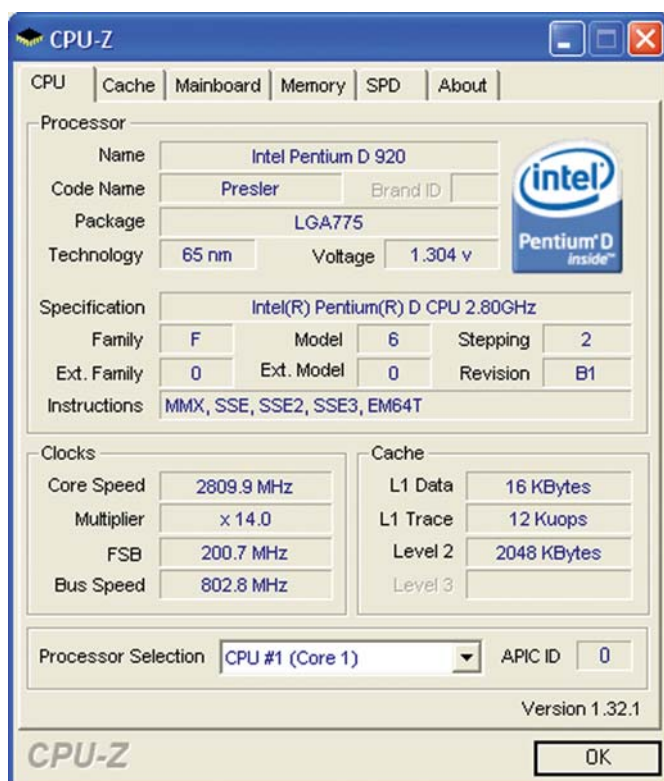 CPU-Z
CPU Cache Mainboard Memory SPD About
Processor
Name Intel Pentium D 920
Code Name Presler Brand ID
Package LGA775
Technology 65 nm Voltage 1.304 v
intel
Pentium D
inside™
Specification Intel(R) Pentium(R) D CPU 2.80GHz
Family F Model 6 Stepping 2
Ext. Family 0 Ext. Model 0 Revision B1
Instructions MMX, SSE, SSE2, SSE3, EM64T
Clocks
Core Speed 2809.9 MHz
Multiplier x 14.0
FSB 200.7 MHz
Bus Speed 802.8 MHz
Cache
L1 Data 16 KBytes
L1 Trace 12 Kuops
Level 2 2048 KBytes
Level 3
Processor Selection CPU #1 (Core 1) APIC ID 0
Version 1.32.1
CPU-Z OK